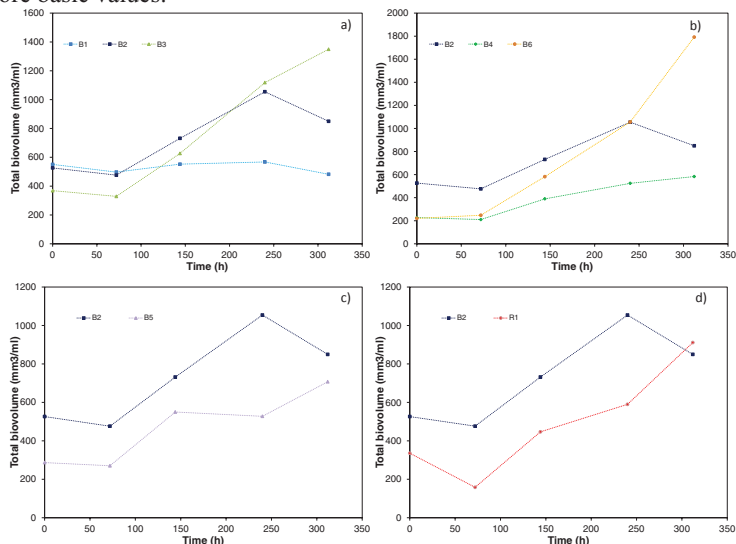 ore basic values.
a)
1600
1400
1200
1000
800
600
400
200
0
Total biovolume (mm3/ml)
B1 B2 B3
0 50 100 150 200 250 300 350
Time (h)
b)
2000
1800
1600
1400
1200
1000
800
600
400
200
0
Total biovolume (mm3/ml)
B2 B4 B6
0 50 100 150 200 250 300 350
Time (h)
c)
1200
1000
800
600
400
200
0
Total biovolume (mm3/ml)
B2 B5
0 50 100 150 200 250 300 350
Time (h)
d)
1200
1000
800
600
400
200
0
Total biovolume (mm3/ml)
B2 R1
0 50 100 150 200 250 300 350
Time (h)